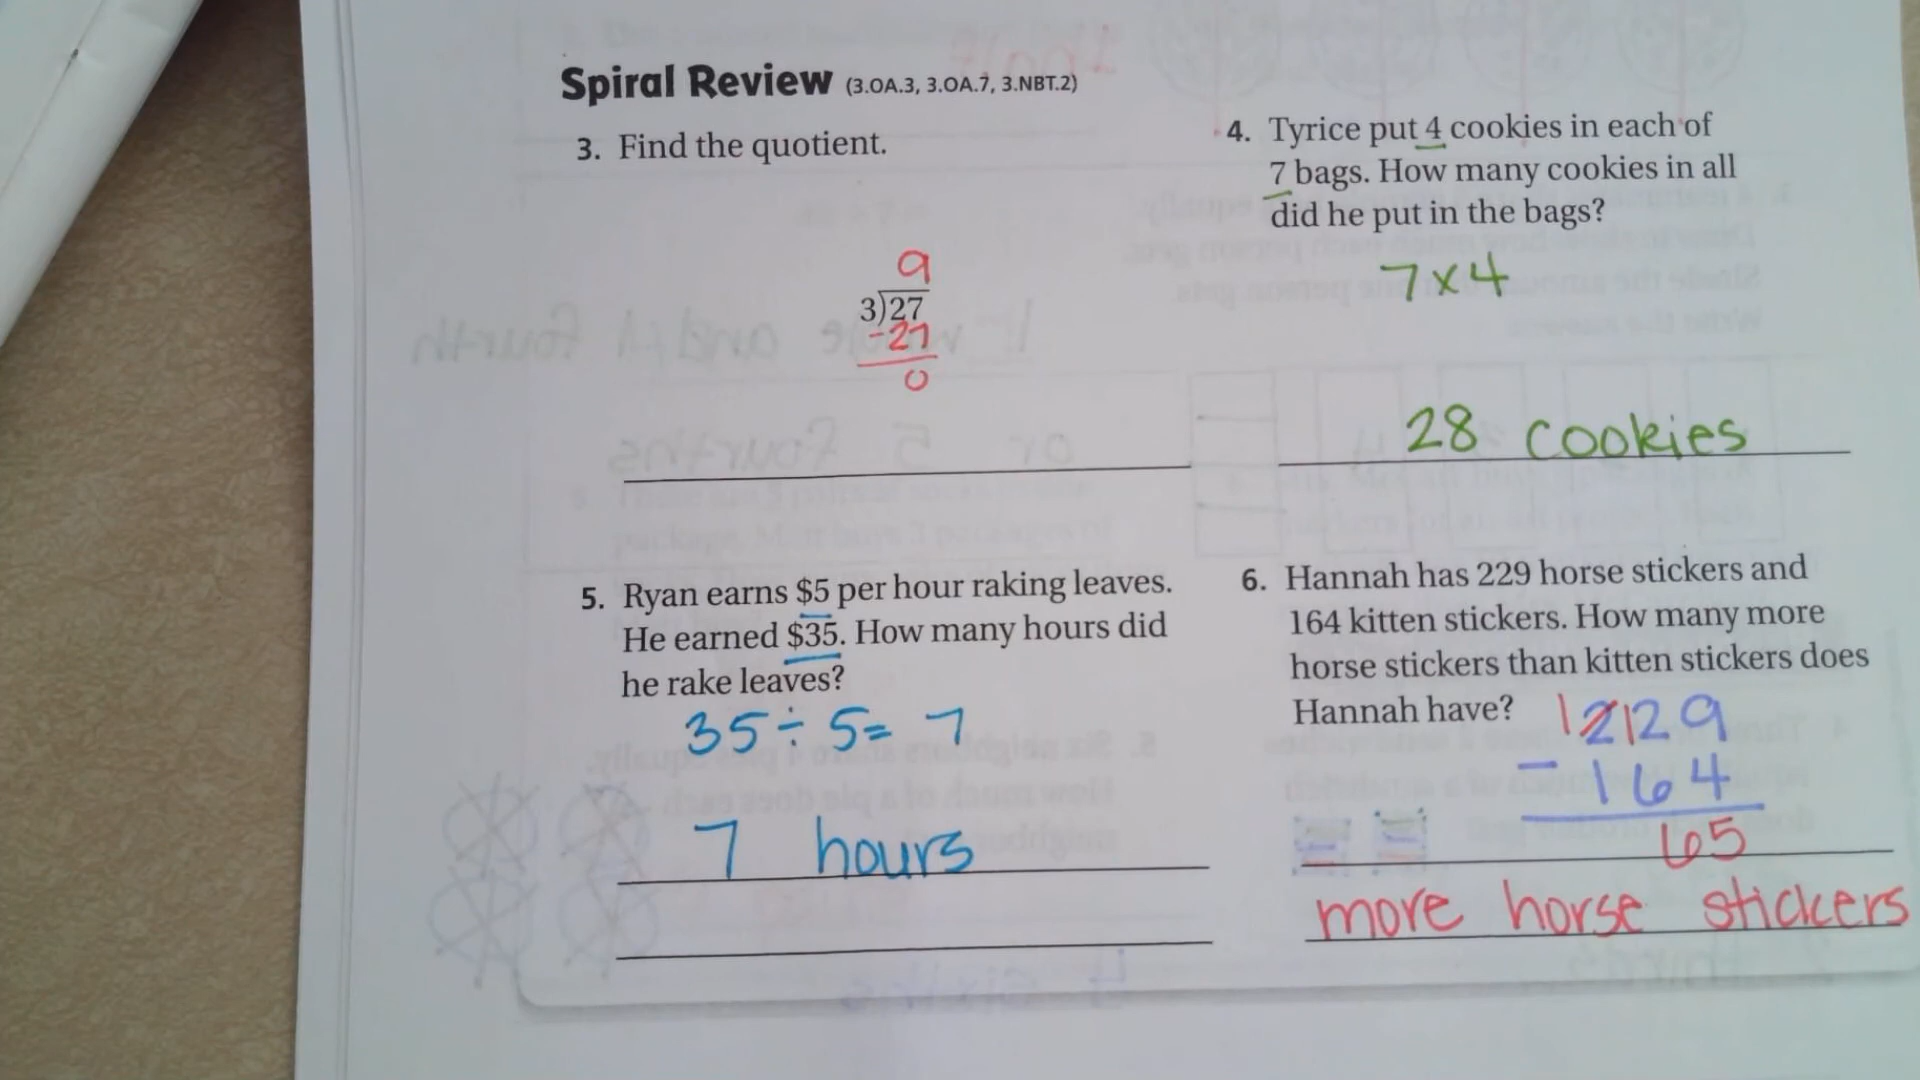 Spiral Review (3.OA.3, 3.OA.7, 3.NBT.2)
3. Find the quotient.
9
3)27
-27
0
4. Tyrice put 4 cookies in each of
7 bags. How many cookies in all
did he put in the bags?
7×4
28 cookies
5. Ryan earns $5 per hour raking leaves.
He earned $35. How many hours did
he rake leaves?
35÷5=7
7 hours
6. Hannah has 229 horse stickers and
164 kitten stickers. How many more
horse stickers than kitten stickers does
Hannah have?
12129
-164
65
more horse stickers